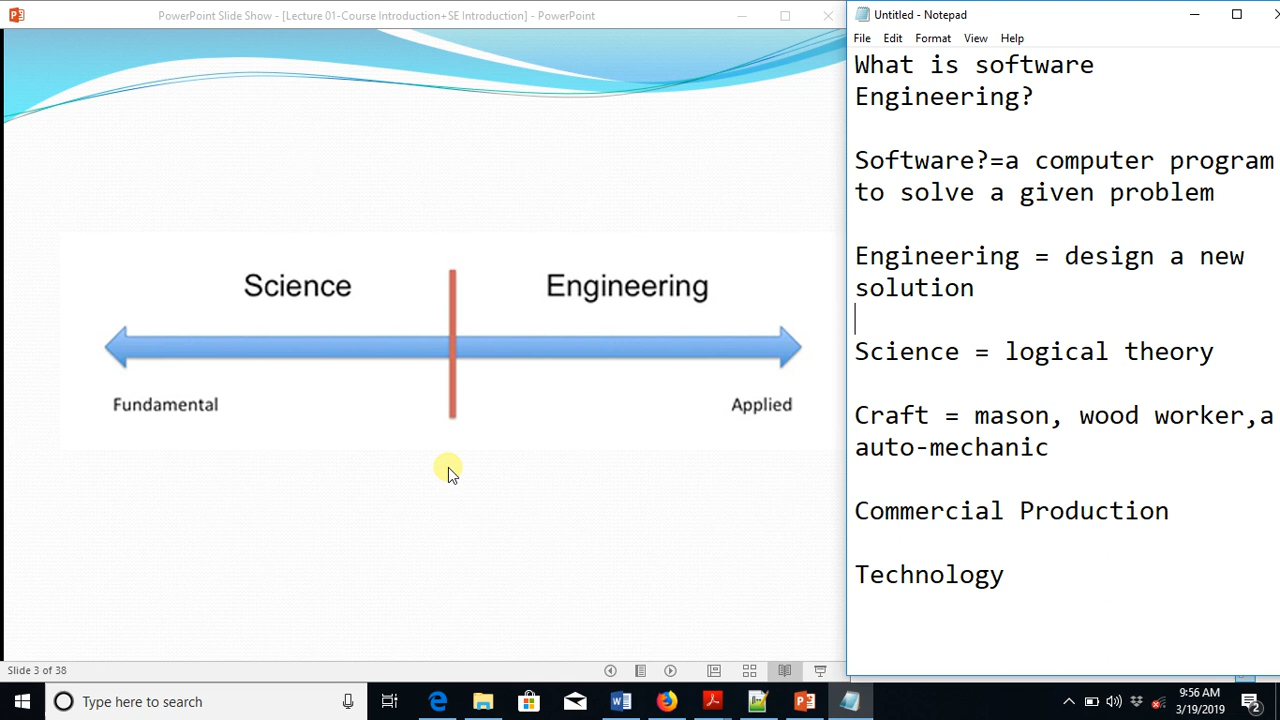 PowerPoint Slide Show - [Lecture 01-Course Introduction+SE Introduction] - PowerPoint
Science
Engineering
Fundamental
Applied
Slide 3 of 38
Untitled - Notepad
File Edit Format View Help
What is software
Engineering?
Software?=a computer program
to solve a given problem
Engineering = design a new
solution
Science = logical theory
Craft = mason, wood worker,a
auto-mechanic
Commercial Production
Technology
Type here to search
9:56 AM
3/19/2019
2